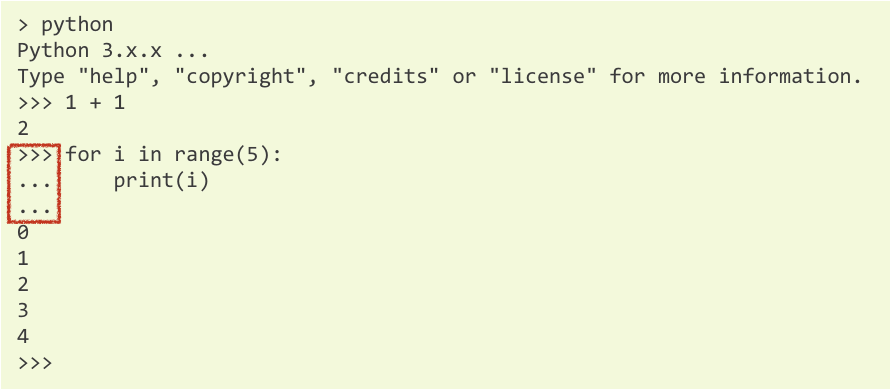 > python
Python 3.x.x ...
Type "help", "copyright", "credits" or "license" for more information.
>>> 1 + 1
2
>>> for i in range(5):
...     print(i)
...
0
1
2
3
4
>>>